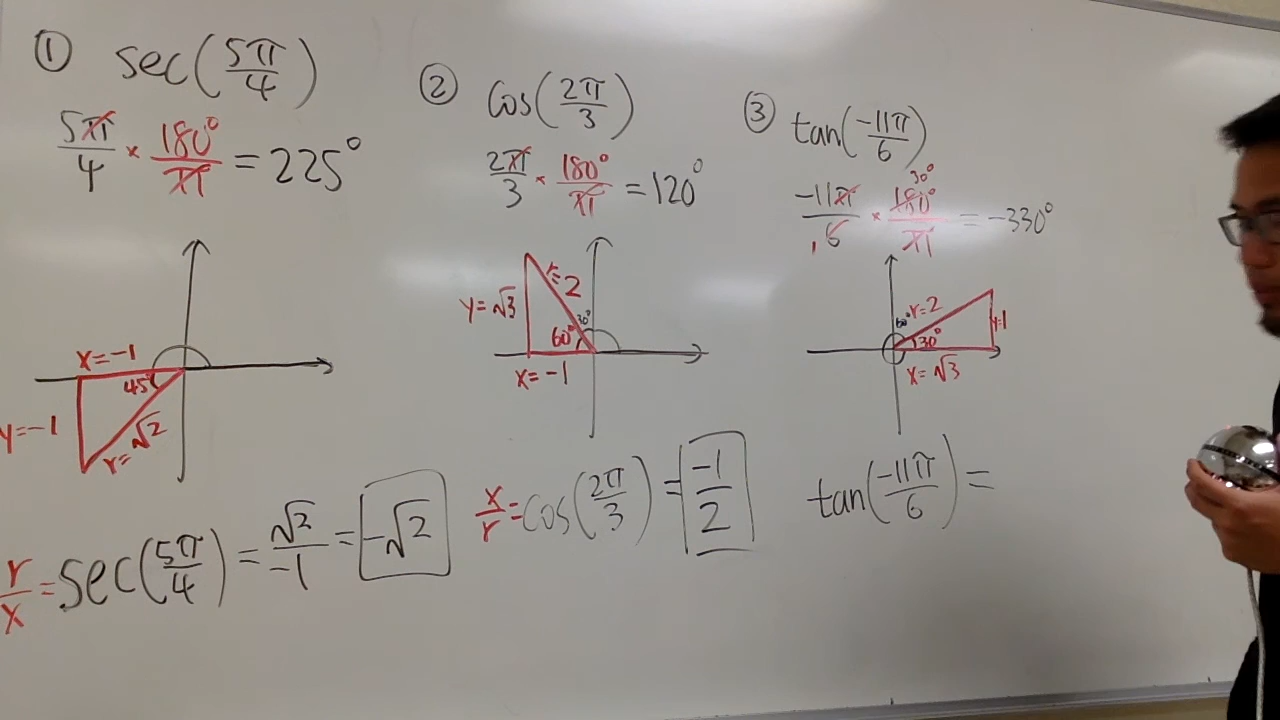 ① sec(5π/4)
5π/4 × 180°/π = 225°
x=-1
45°
y=-1
r=√2
r/x = sec(5π/4) = √2/-1 = -√2
② cos(2π/3)
2π/3 × 180°/π = 120°
r=2
y=√3
30°
60°
x=-1
x/r = cos(2π/3) = -1/2
③ tan(-11π/6)
30°
-11π/6 × 180°/π = -330°
1
60° r=2
y=1
30°
x=√3
tan(-11π/6) =